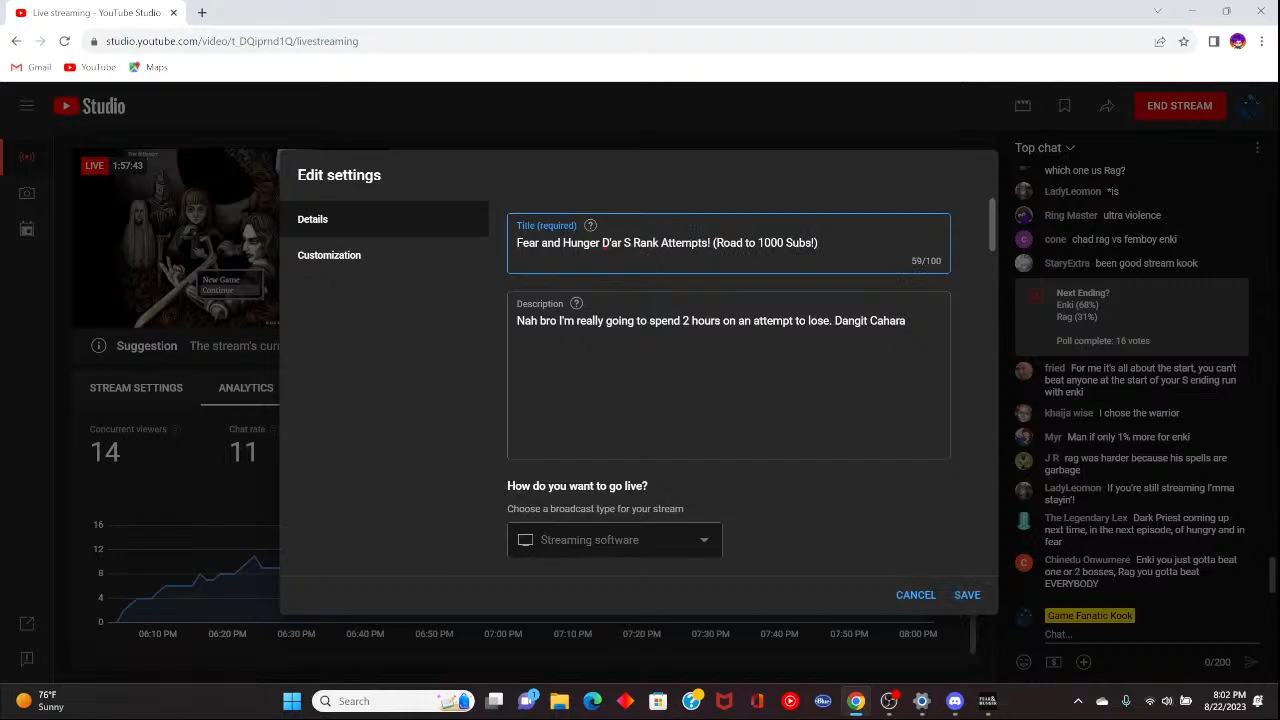 Live streaming - YouTube Studio
studio.youtube.com/video/t_DQiprnd1Q/livestreaming
Gmail YouTube Maps
Studio
END STREAM
LIVE 1:57:43
New Game
Continue
Suggestion The stream's curr
STREAM SETTINGS ANALYTICS
Concurrent viewers
Chat rate
14
11
16
12
8
4
0
06:10 PM 06:20 PM 06:30 PM 06:40 PM 06:50 PM 07:00 PM 07:10 PM 07:20 PM 07:30 PM 07:40 PM 07:50 PM 08:00 PM
Edit settings
Details
Customization
Title (required)
Fear and Hunger D'ar S Rank Attempts! (Road to 1000 Subs!)
59/100
Description
Nah bro I'm really going to spend 2 hours on an attempt to lose. Dangit Cahara
How do you want to go live?
Choose a broadcast type for your stream
Streaming software
CANCEL SAVE
Top chat
which one us Rag?
LadyLeomon *is
Ring Master ultra violence
cone chad rag vs femboy enki
StaryExtra been good stream kook
Next Ending?
Enki (68%)
Rag (31%)
Poll complete: 16 votes
fried For me it's all about the start, you can't
beat anyone at the start of your S ending run
with enki
khaija wise I chose the warrior
Myr Man if only 1% more for enki
J R rag was harder because his spells are
garbage
LadyLeomon If you're still streaming I'mma
stayin'!
The Legendary Lex Dark Priest coming up
next time, in the next episode, of hungry and in
fear
Chinedu Onwumere Enki you just gotta beat
one or 2 bosses, Rag you gotta beat
EVERYBODY
Game Fanatic Kook
Chat...
0/200
76°F
Sunny
Search
8:02 PM
8/22/2023